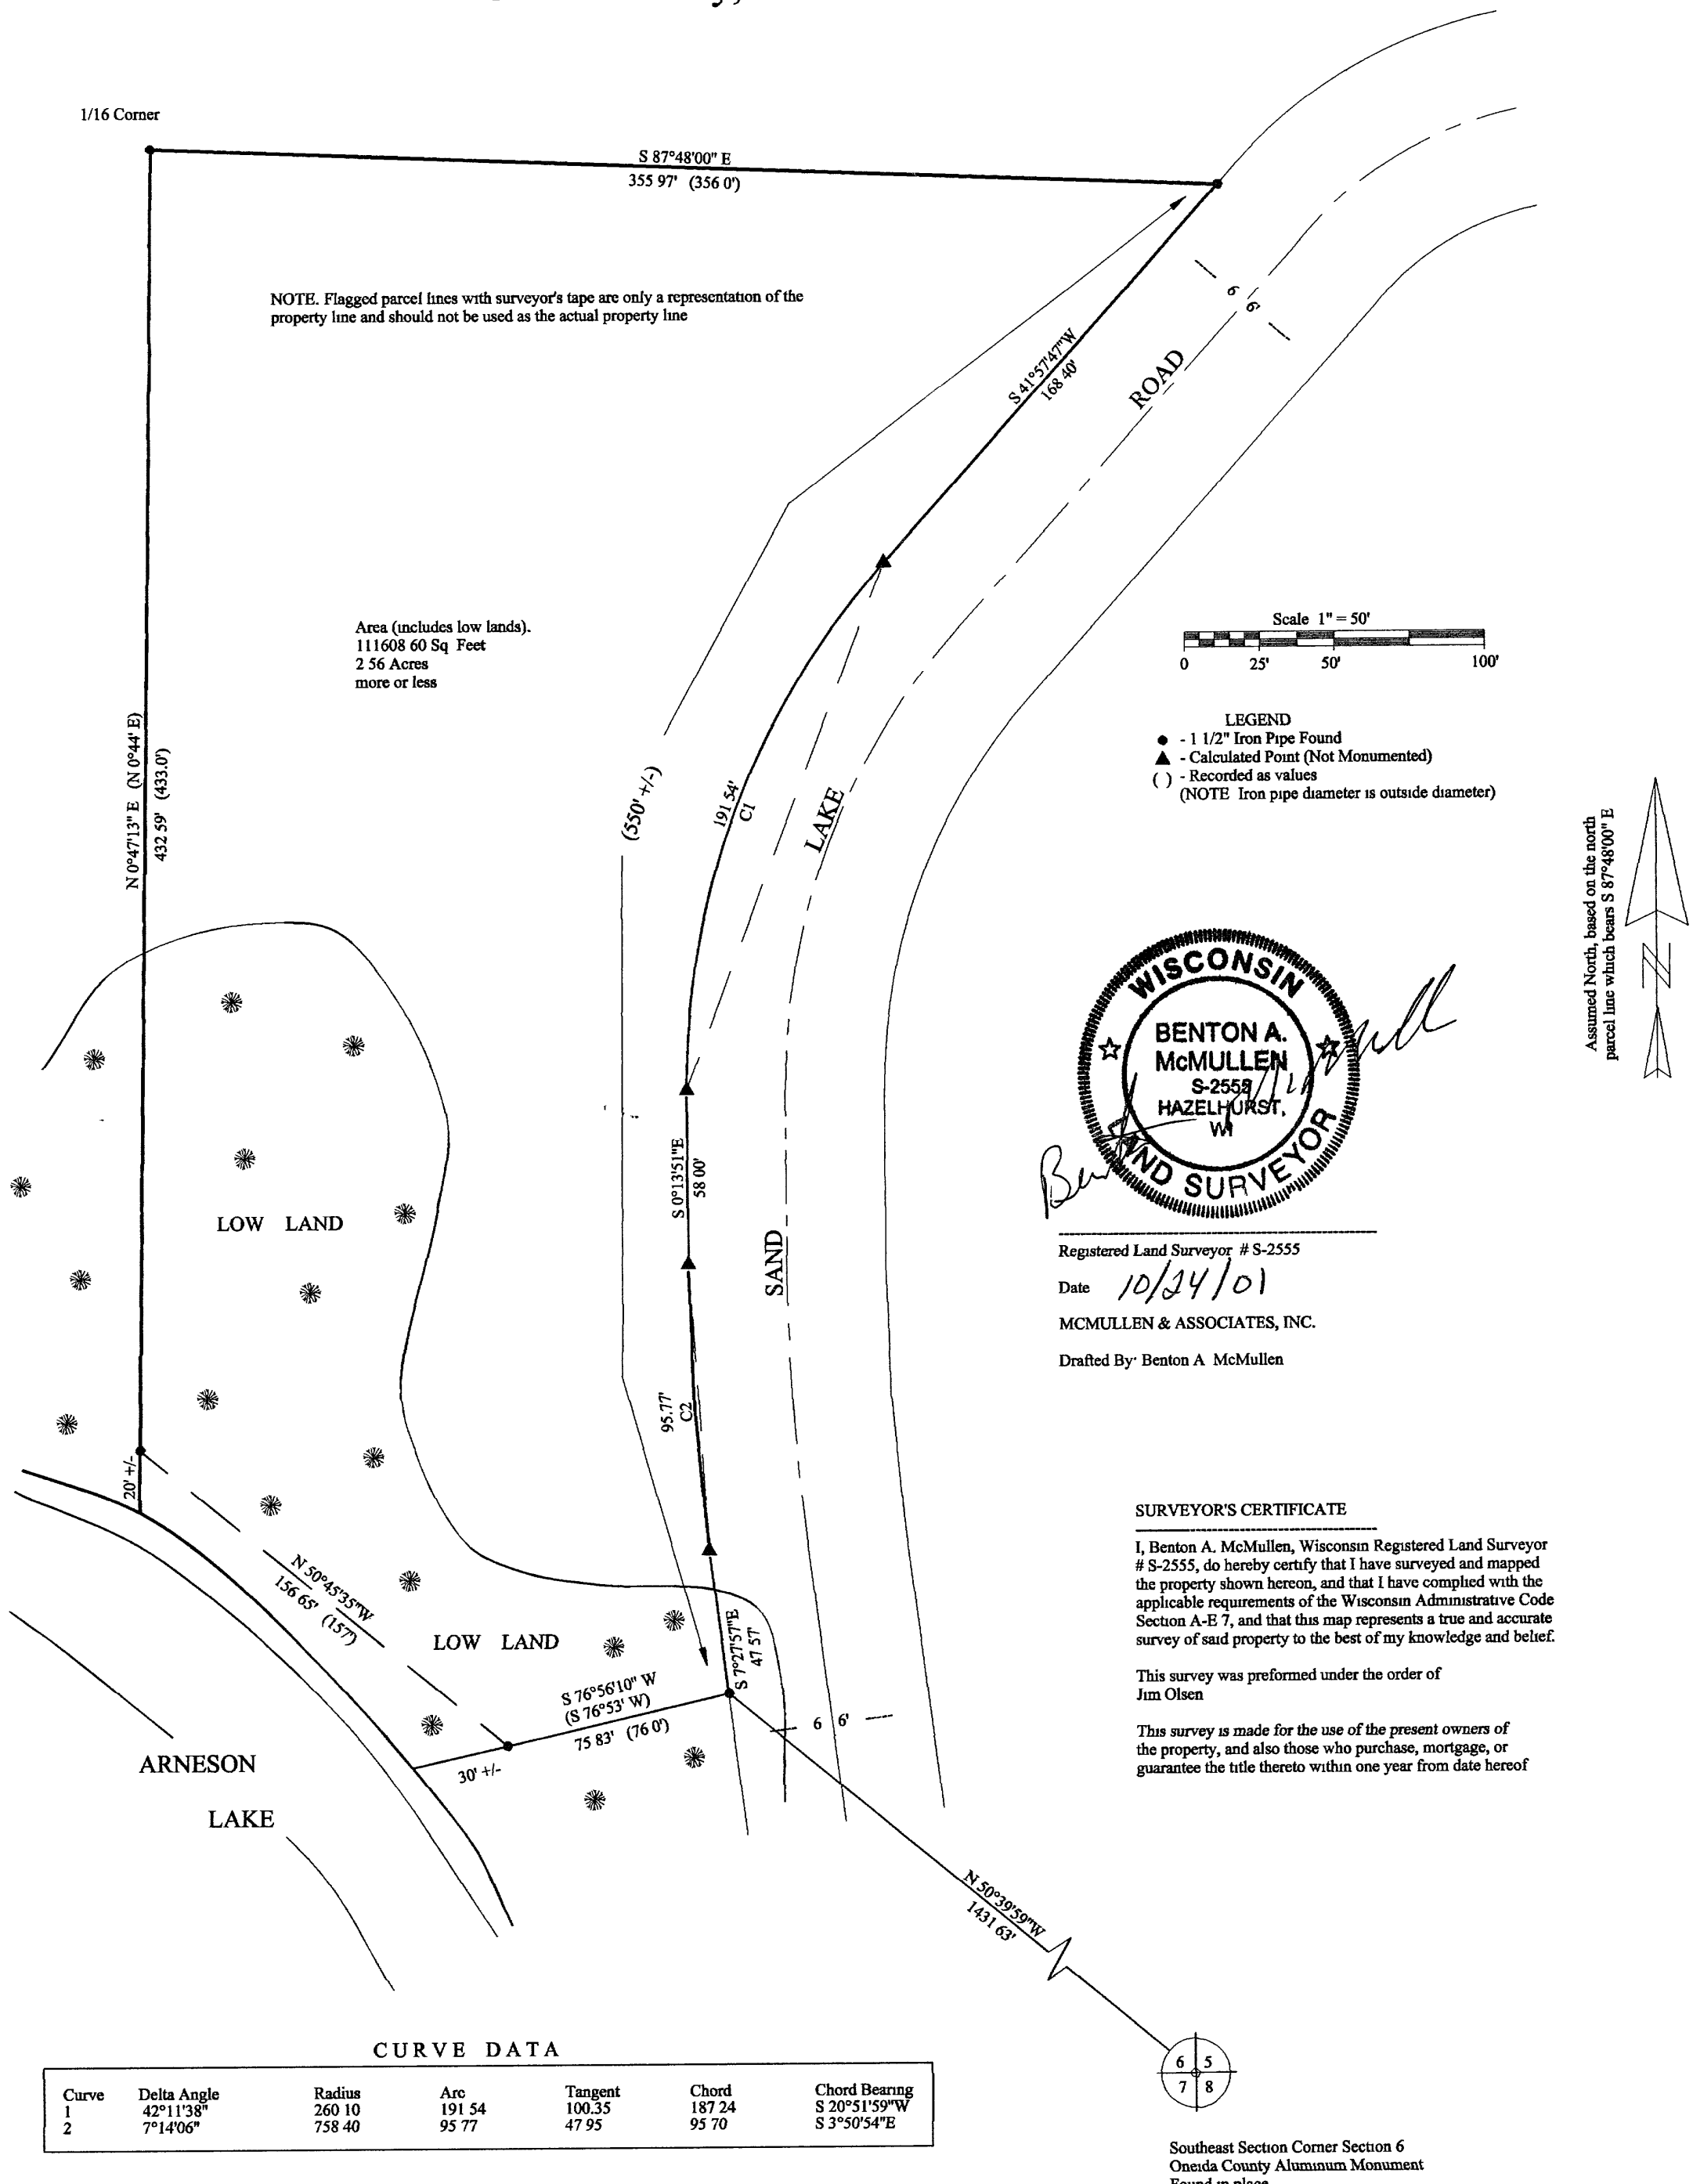 1/16 Corner
S 87°48'00" E
355 97' (356 0')
NOTE. Flagged parcel lines with surveyor's tape are only a representation of the
property line and should not be used as the actual property line
S 41°57'47"W
168 40'
6 6'
ROAD
Area (includes low lands).
111608 60 Sq Feet
2 56 Acres
more or less
Scale 1" = 50'
0 25' 50' 100'
LEGEND
- 1 1/2" Iron Pipe Found
- Calculated Point (Not Monumented)
( ) - Recorded as values
(NOTE Iron pipe diameter is outside diameter)
N 0°47'13" E (N 0°44' E)
432 59' (433.0')
(550' +/-)
191 54'
C1
LAKE
Assumed North, based on the north
parcel line which bears S 87°48'00" E
N
WISCONSIN
BENTON A.
McMULLEN
S-2555
HAZELHURST,
WI
LAND SURVEYOR
S 0°13'51"E
58 00'
LOW LAND
SAND
Registered Land Surveyor # S-2555
Date 10/24/01
MCMULLEN & ASSOCIATES, INC.
Drafted By· Benton A McMullen
95.77'
C2
20' +/-
N 50°45'35"W
156 65' (157')
LOW LAND
S 76°56'10" W
(S 76°53' W)
75 83' (76 0')
30' +/-
S 7°27'57"E
47 57'
6 6'
SURVEYOR'S CERTIFICATE
I, Benton A. McMullen, Wisconsin Registered Land Surveyor
# S-2555, do hereby certify that I have surveyed and mapped
the property shown hereon, and that I have complied with the
applicable requirements of the Wisconsin Administrative Code
Section A-E 7, and that this map represents a true and accurate
survey of said property to the best of my knowledge and belief.
This survey was preformed under the order of
Jim Olsen
This survey is made for the use of the present owners of
the property, and also those who purchase, mortgage, or
guarantee the title thereto within one year from date hereof
ARNESON
LAKE
N 50°39'59"W
1431 63'
6 5
7 8
CURVE DATA
Curve Delta Angle Radius Arc Tangent Chord Chord Bearing
1 42°11'38" 260 10 191 54 100.35 187 24 S 20°51'59"W
2 7°14'06" 758 40 95 77 47 95 95 70 S 3°50'54"E
Southeast Section Corner Section 6
Oneida County Aluminum Monument
Found in place